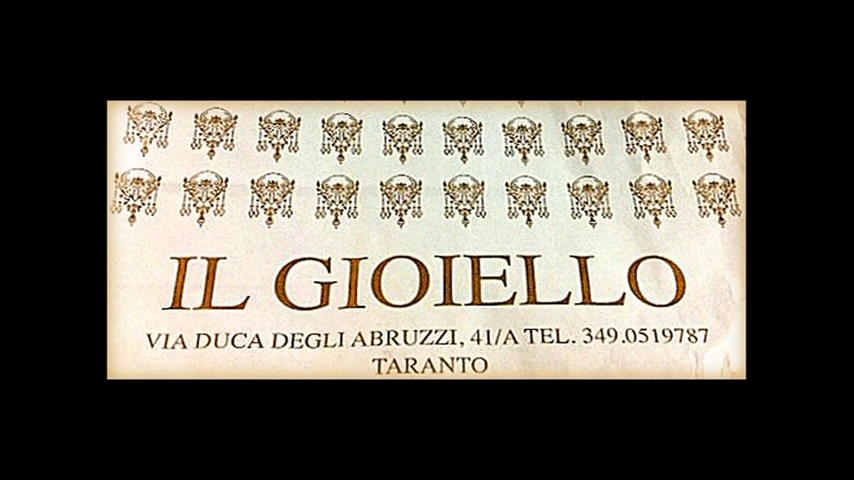 IL GIOIELLO
VIA DUCA DEGLI ABRUZZI, 41/A TEL. 349.0519787
TARANTO